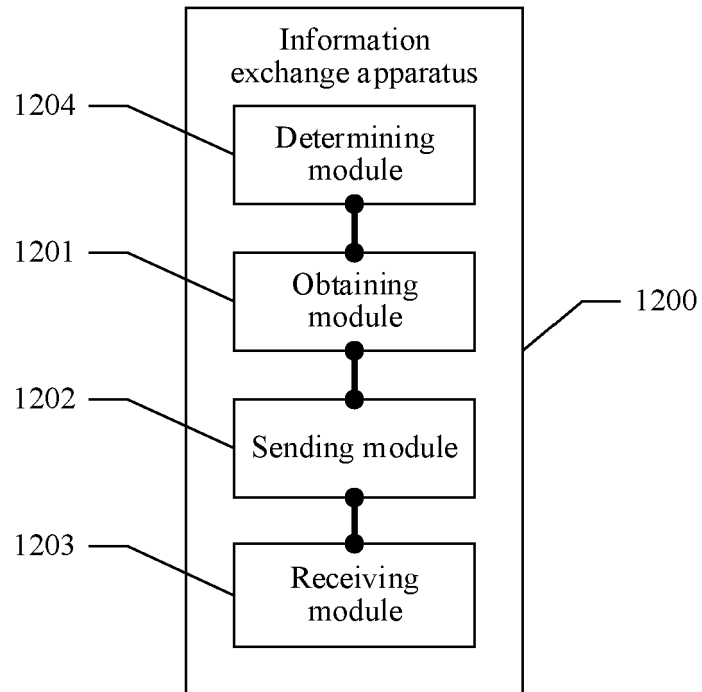 Information
exchange apparatus
1204
Determining
module
1201
Obtaining
module
1200
1202
Sending module
1203
Receiving
module